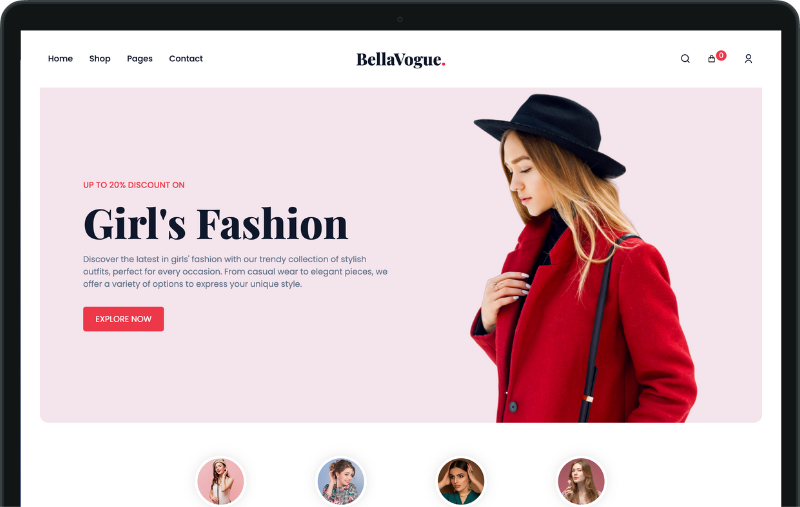 Home Shop Pages Contact BellaVogue. 0
UP TO 20% DISCOUNT ON
Girl's Fashion
Discover the latest in girls' fashion with our trendy collection of stylish
outfits, perfect for every occasion. From casual wear to elegant pieces, we
offer a variety of options to express your unique style.
EXPLORE NOW